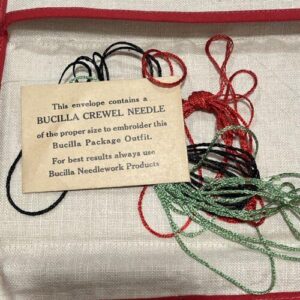 This envelope contains a
BUCILLA CREWEL NEEDLE
of the proper size to embroider this
Bucilla Package Outfit.
For best results always use
Bucilla Needlework Products